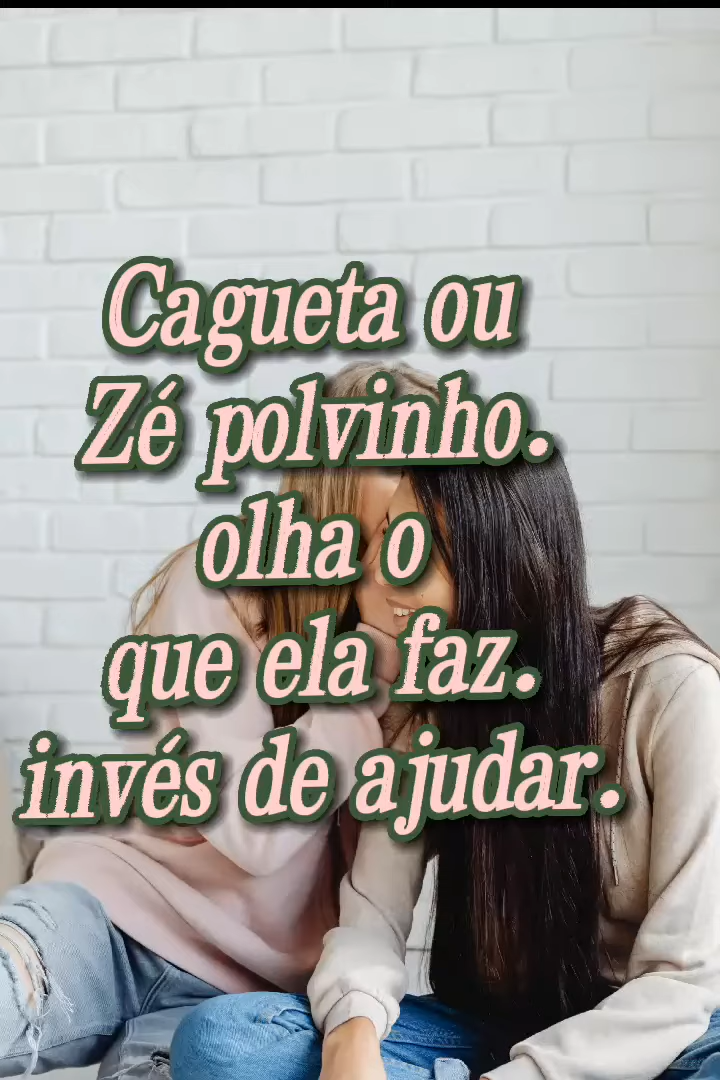 Cagueta ou
Zé polvinho.
olha o
que ela faz.
invés de ajudar.